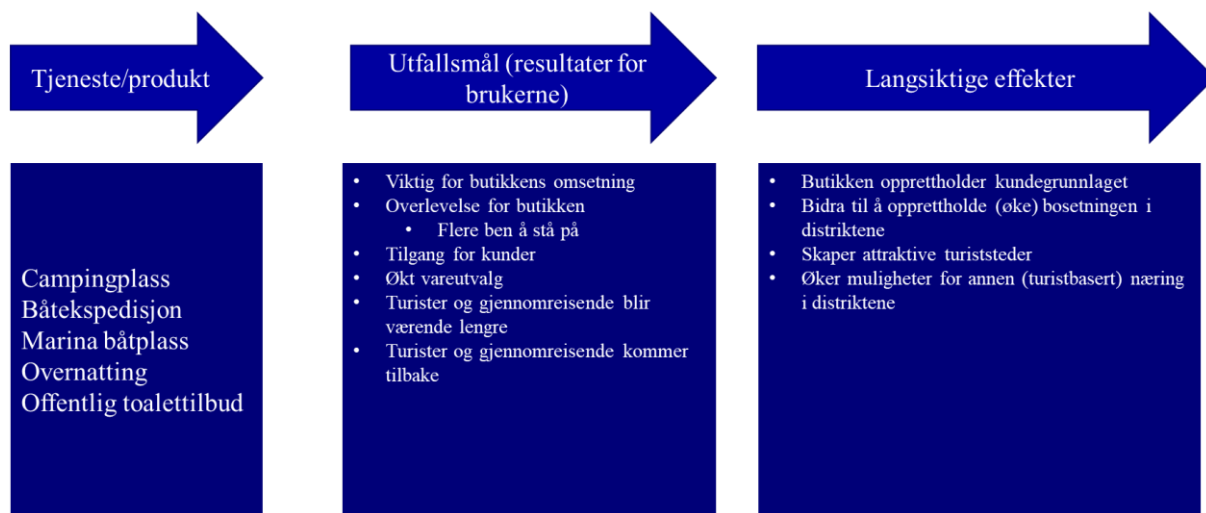 Tjeneste/produkt
Utfallsmål (resultater for
brukerne)
Langsiktige effekter
Campingplass
Båtekspedisjon
Marina båtplass
Overnatting
Offentlig toalettilbud
• Viktig for butikkens omsetning
• Overlevelse for butikken
• Flere ben å stå på
• Tilgang for kunder
• Økt vareutvalg
• Turister og gjennomreisende blir
værende lengre
• Turister og gjennomreisende kommer
tilbake
• Butikken opprettholder kundegrunnlaget
• Bidra til å opprettholde (øke) bosetningen i
distriktene
• Skaper attraktive turiststeder
• Øker muligheter for annen (turistbasert) næring
i distriktene